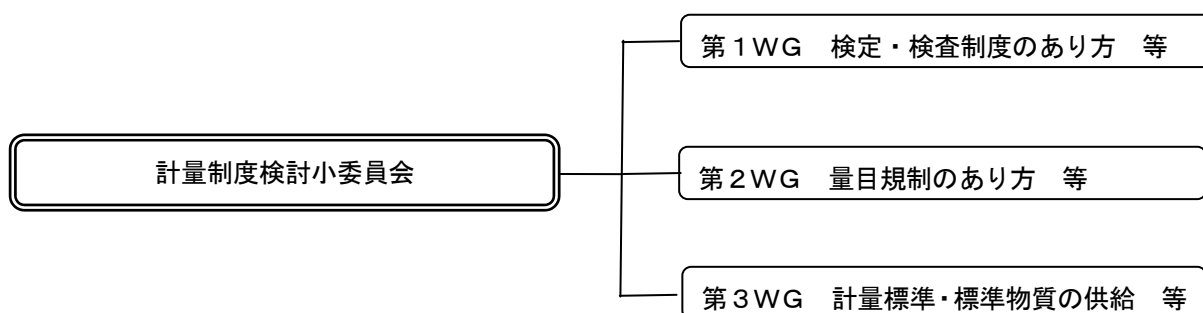 計量制度検討小委員会
第１ＷＧ　検定・検査制度のあり方　等
第２ＷＧ　量目規制のあり方　等
第３ＷＧ　計量標準・標準物質の供給　等